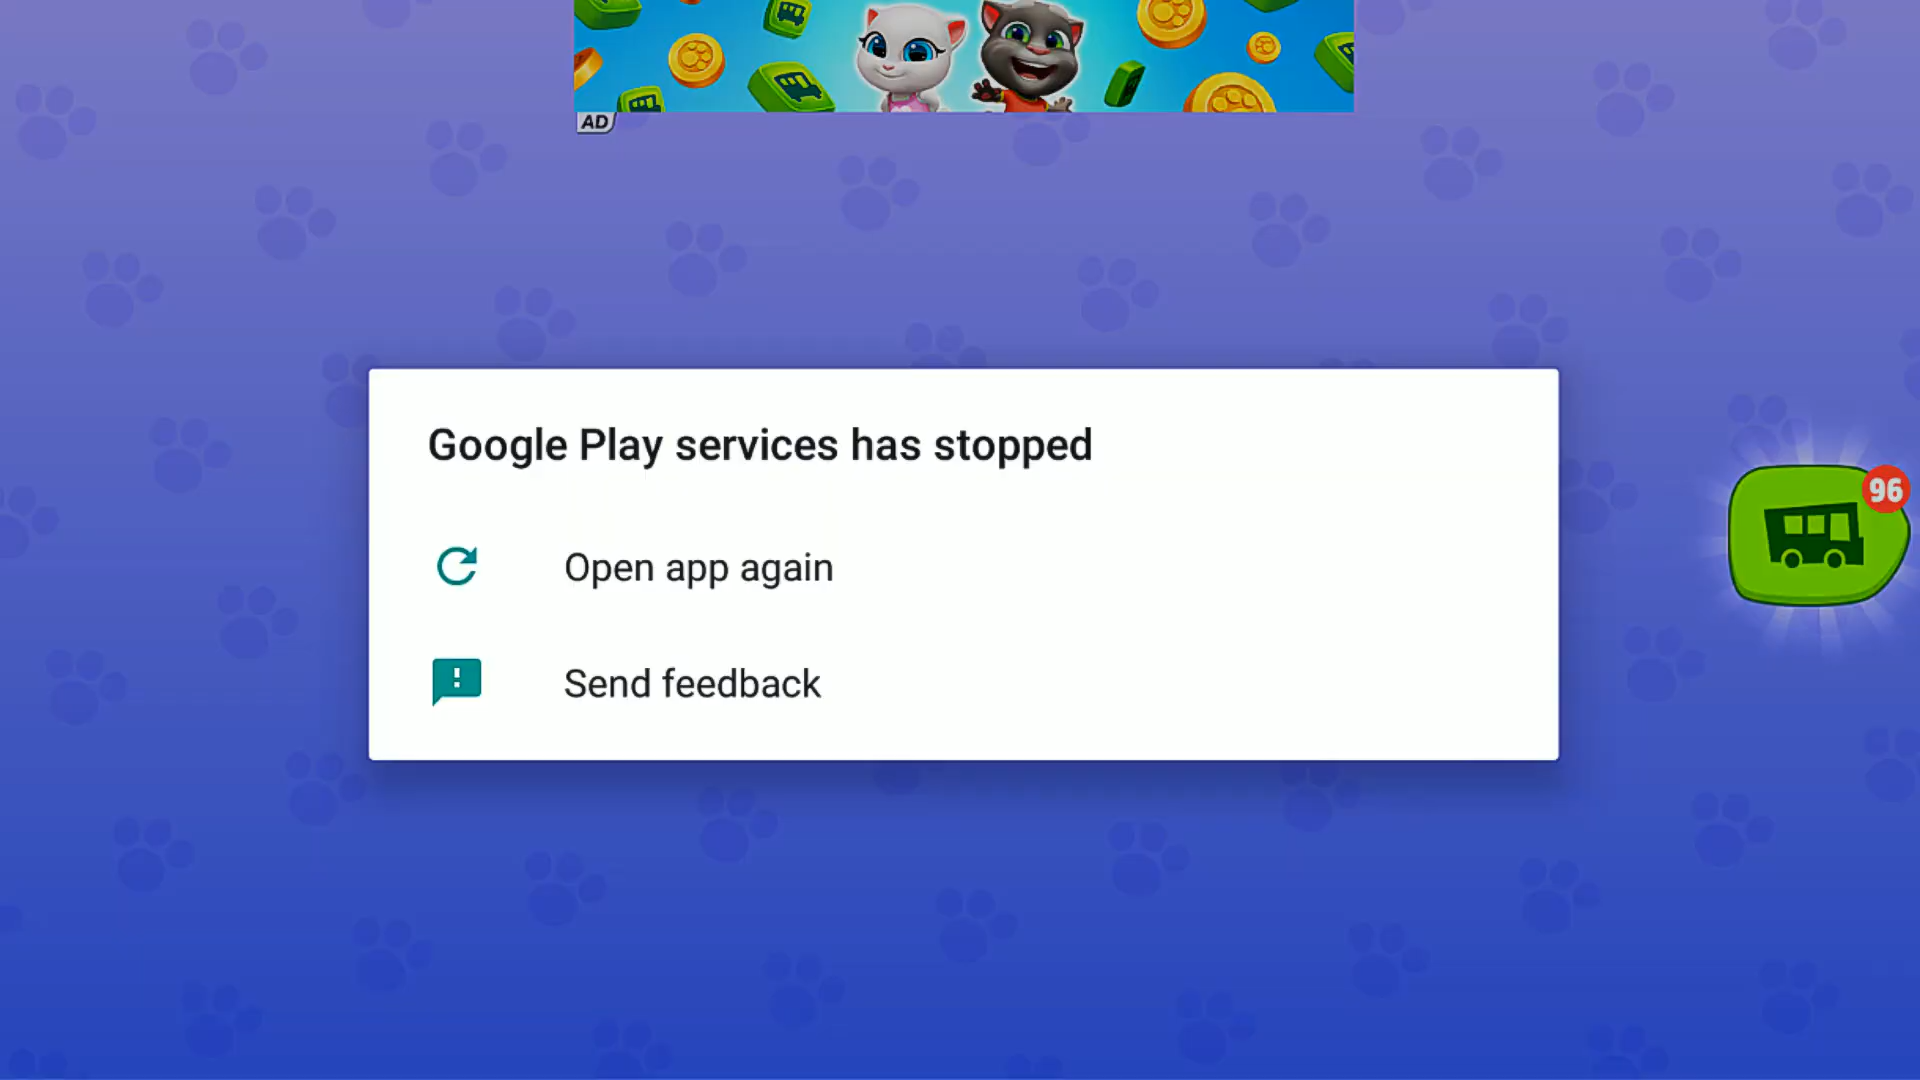 AD
Google Play services has stopped
96
Open app again
Send feedback